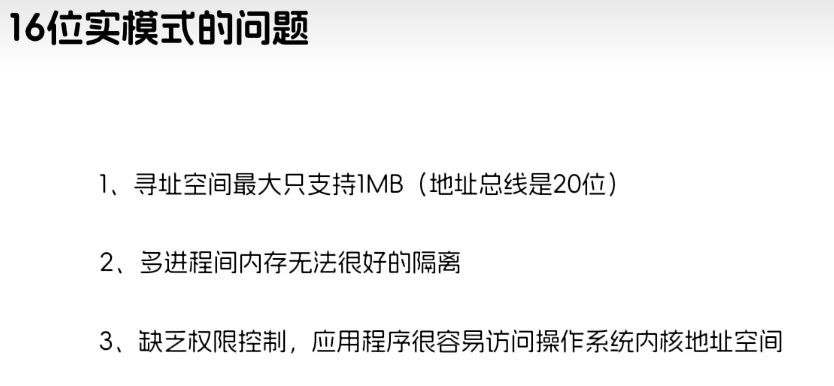 16位实模式的问题
1、寻址空间最大只支持1MB（地址总线是20位）
2、多进程间内存无法很好的隔离
3、缺乏权限控制，应用程序很容易访问操作系统内核地址空间